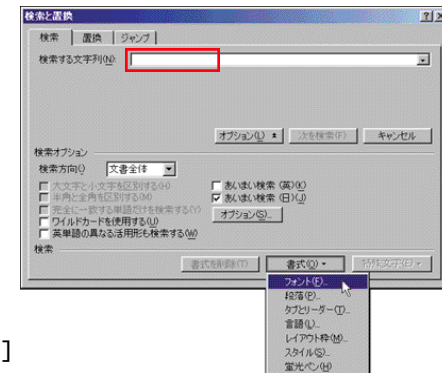 検索と置換
検索 置換 ジャンプ
検索する文字列(N):
オプション(L) 次を検索(F) キャンセル
検索オプション
検索方向(:) 文書全体
大文字と小文字を区別する(H) あいまい検索 (英)(K)
半角と全角を区別する(M) あいまい検索 (日)(J)
完全に一致する単語だけを検索する(Y) オプション(S)...
ワイルドカードを使用する(U)
英単語の異なる活用形も検索する(W)
検索
書式を削除(T) 書式(O) 特殊文字(E)
フォント(F)...
段落(P)...
タブとリーダー(T)...
言語(L)...
レイアウト枠(M)...
スタイル(S)...
蛍光ペン(H)
]